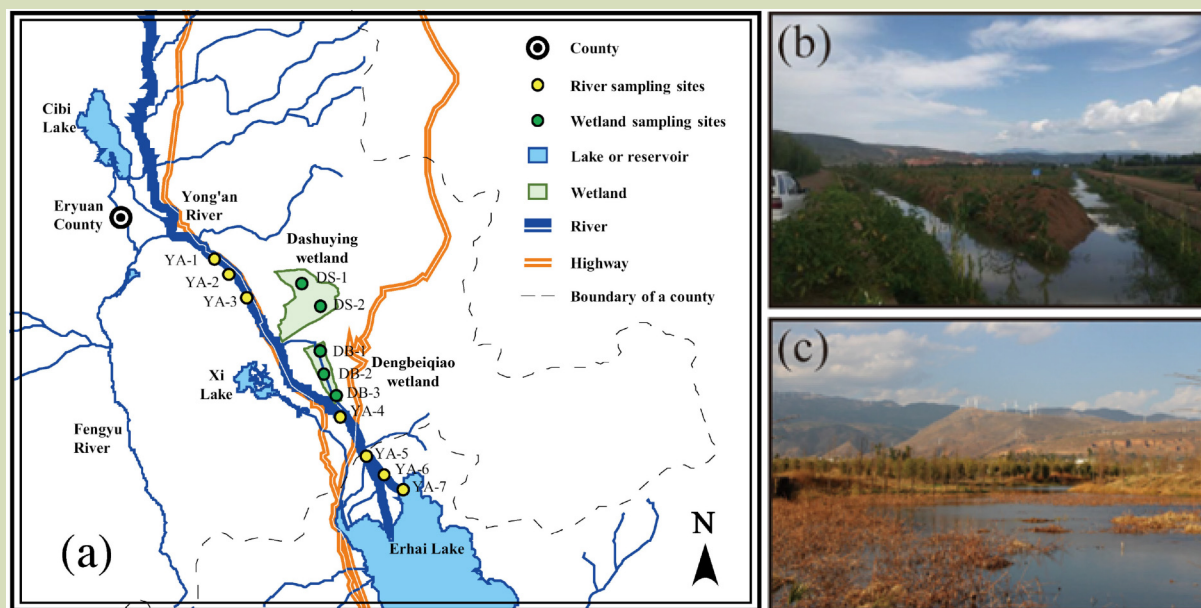 County
River sampling sites
Wetland sampling sites
Lake or reservoir
Wetland
River
Highway
Boundary of a county
Cibi
Lake
Eryuan
County
Yong'an
River
YA-1
YA-2
YA-3
Dashuying
wetland
DS-1
DS-2
DB-1
DB-2
DB-3
Dengbeiqiao
wetland
Xi
Lake
YA-4
Fengyu
River
YA-5
YA-6
YA-7
Erhai Lake
N
(a)
(b)
(c)